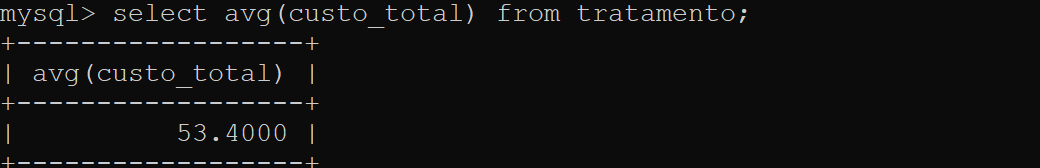 mysql> select avg(custo_total) from tratamento;
+------------------+
| avg(custo_total) |
+------------------+
|          53.4000 |
+------------------+